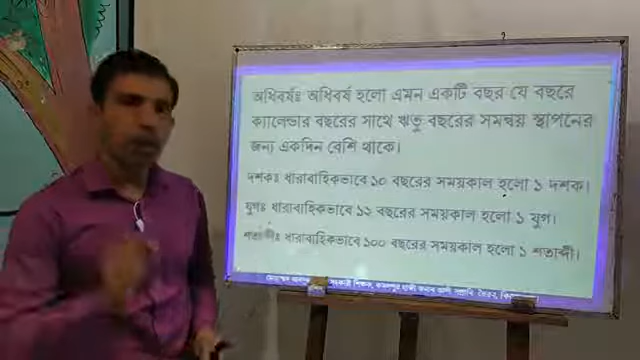 অধিবর্ষঃ অধিবর্ষ হলো এমন একটি বছর যে বছরে
ক্যালেন্ডার বছরের সাথে ঋতু বছরের সমন্বয় স্থাপনের
জন্য একদিন বেশি থাকে।
দশকঃ ধারাবাহিকভাবে ১০ বছরের সময়কাল হলো ১ দশক।
যুগঃ ধারাবাহিকভাবে ১২ বছরের সময়কাল হলো ১ যুগ।
শতাব্দীঃ ধারাবাহিকভাবে ১০০ বছরের সময়কাল হলো ১ শতাব্দী।
সহকারী শিক্ষক,